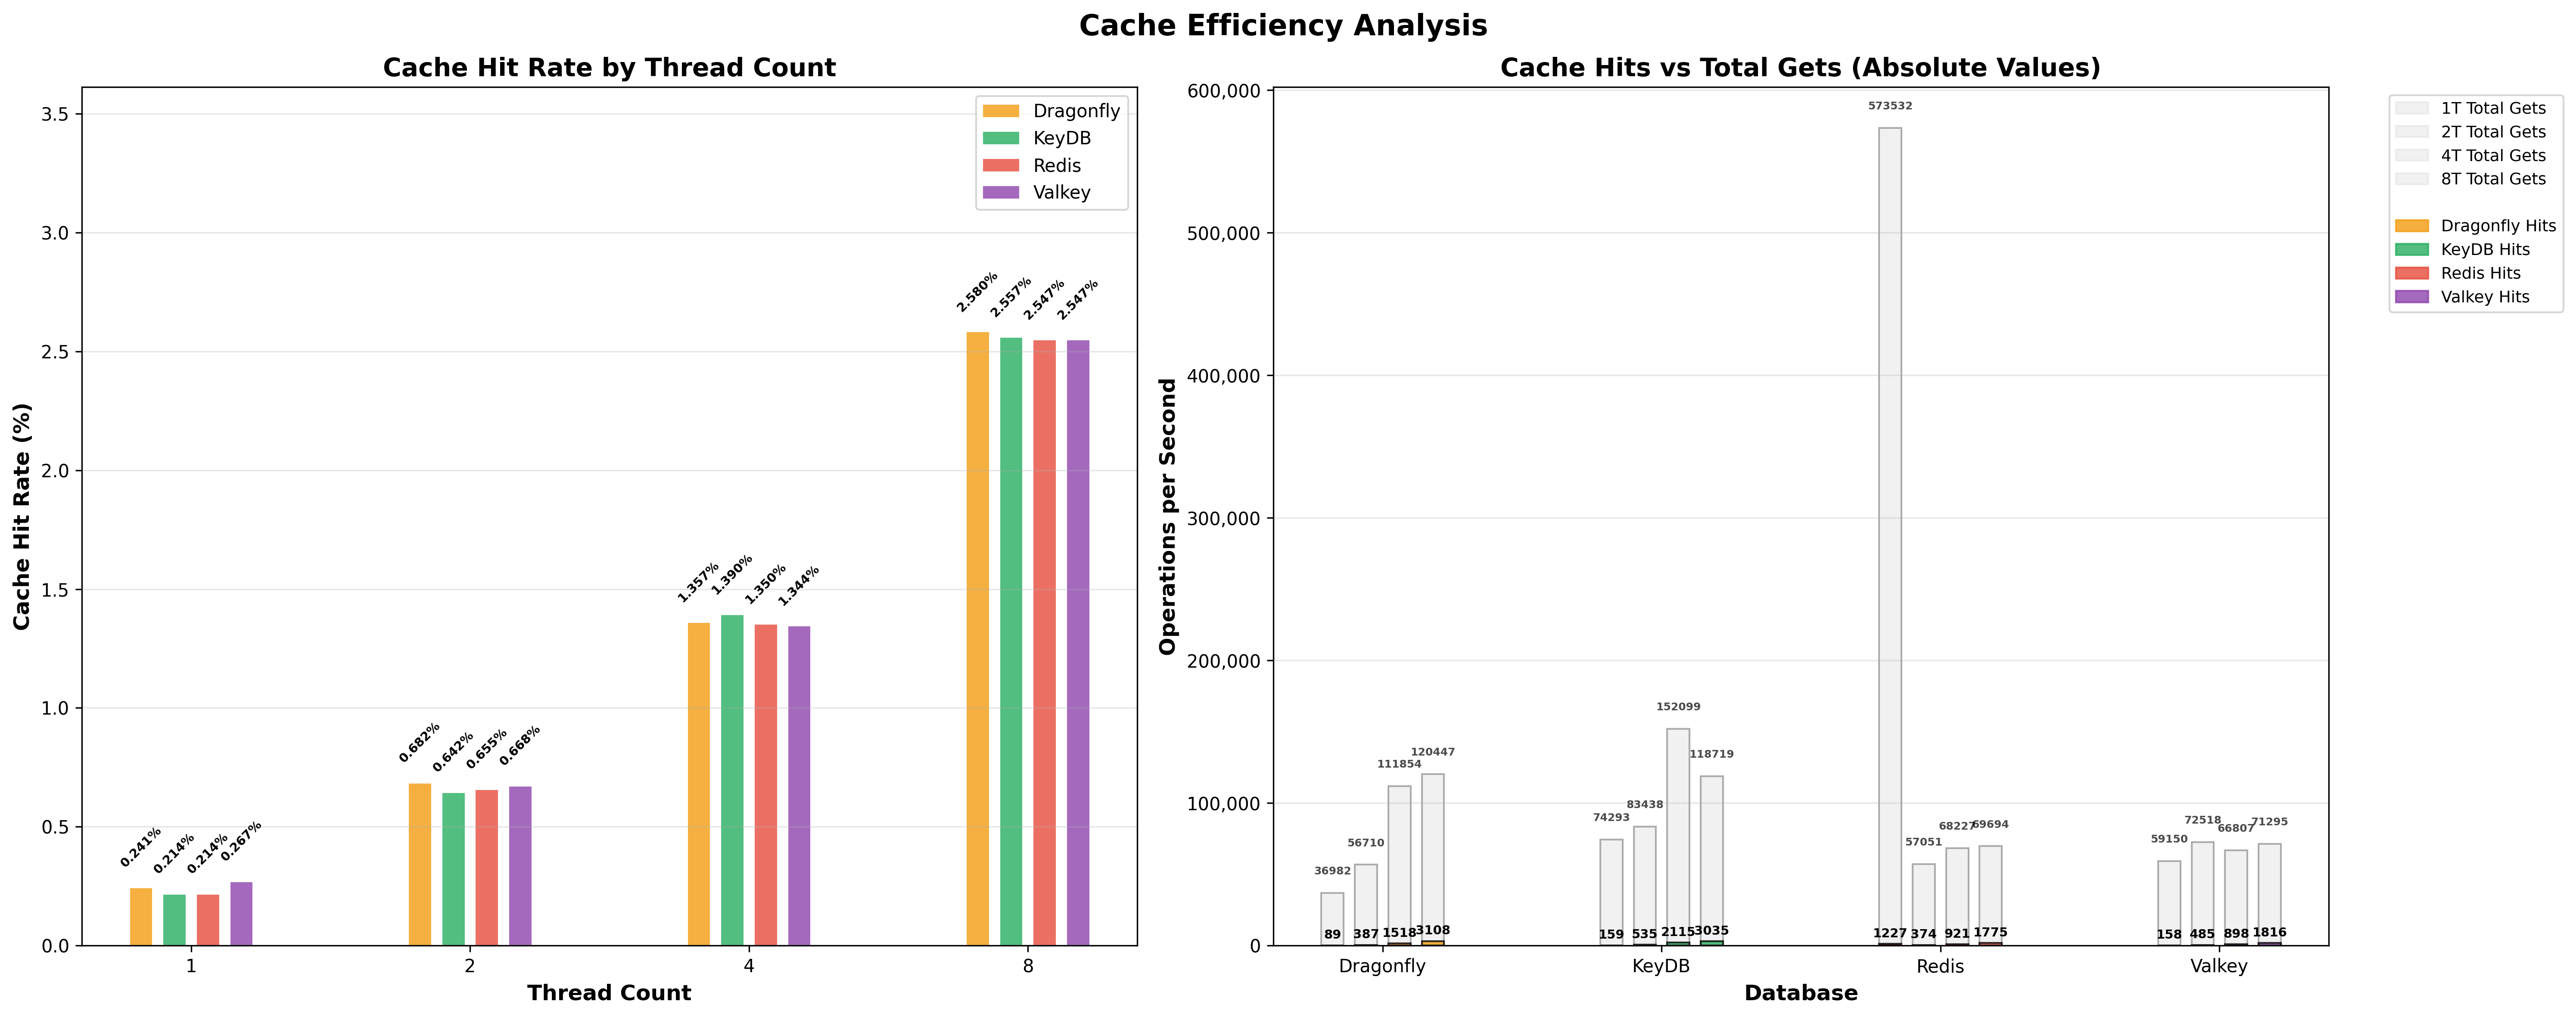 Cache Efficiency Analysis
Cache Hit Rate by Thread Count
Cache Hit Rate (%)
3.5
3.0
2.5
2.0
1.5
1.0
0.5
0.0
Dragonfly
KeyDB
Redis
Valkey
0.241%
0.214%
0.214%
0.267%
0.682%
0.642%
0.655%
0.668%
1.357%
1.390%
1.350%
1.344%
2.580%
2.557%
2.547%
2.547%
1
2
4
8
Thread Count
Cache Hits vs Total Gets (Absolute Values)
Operations per Second
600,000
500,000
400,000
300,000
200,000
100,000
0
36982
56710
111854
120447
74293
83438
152099
118719
573532
57051
68227
69694
59150
72518
66807
71295
89
387
1518
3108
159
535
2115
3035
1227
374
921
1775
158
485
898
1816
Dragonfly
KeyDB
Redis
Valkey
Database
1T Total Gets
2T Total Gets
4T Total Gets
8T Total Gets
Dragonfly Hits
KeyDB Hits
Redis Hits
Valkey Hits